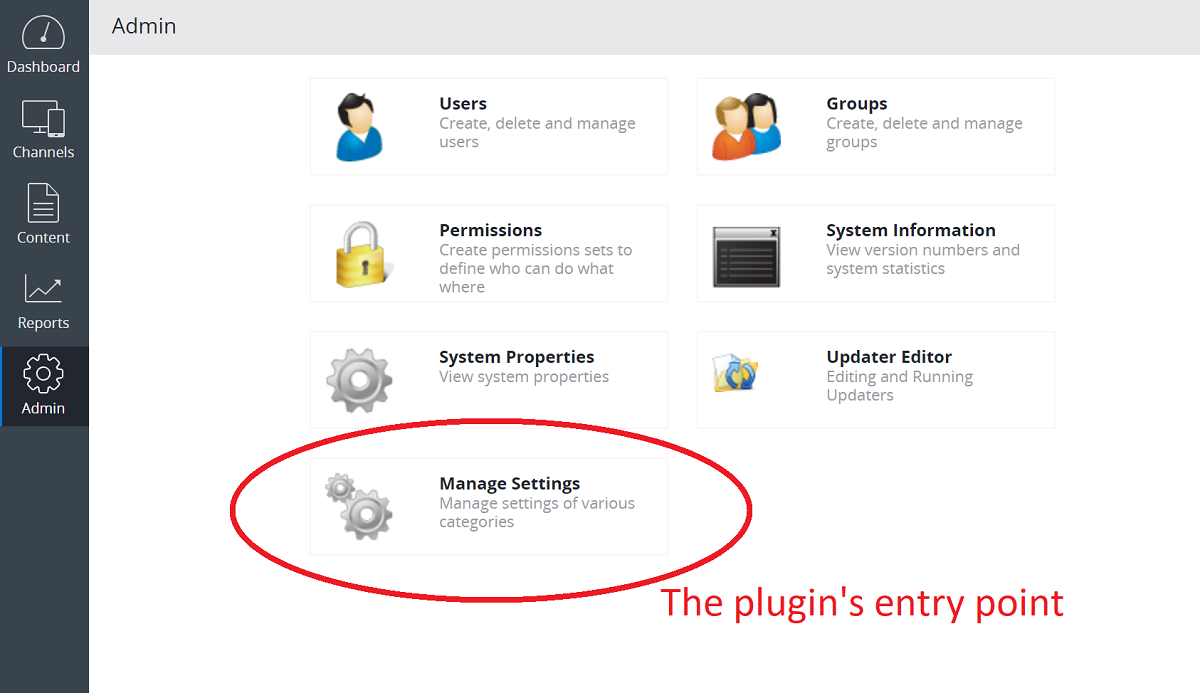 Admin
Dashboard
Channels
Content
Reports
Admin
Users
Create, delete and manage
users
Groups
Create, delete and manage
groups
Permissions
Create permissions sets to
define who can do what
where
System Information
View version numbers and
system statistics
System Properties
View system properties
Updater Editor
Editing and Running
Updaters
Manage Settings
Manage settings of various
categories
The plugin's entry point